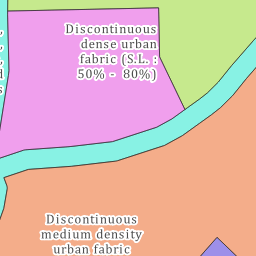 Discontinuous
dense urban
fabric (S.L. :
50% - 80%)
Discontinuous
medium density
urban fabric